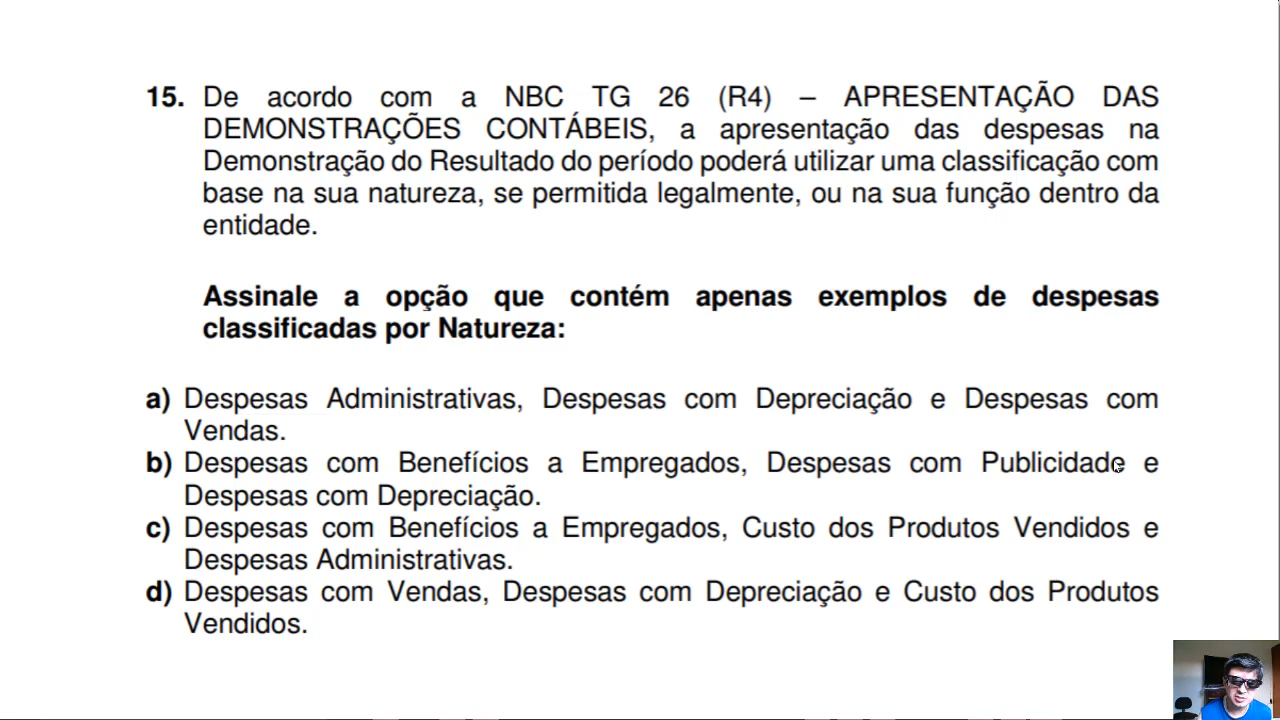 15. De acordo com a NBC TG 26 (R4) – APRESENTAÇÃO DAS
DEMONSTRAÇÕES CONTÁBEIS, a apresentação das despesas na
Demonstração do Resultado do período poderá utilizar uma classificação com
base na sua natureza, se permitida legalmente, ou na sua função dentro da
entidade.
Assinale a opção que contém apenas exemplos de despesas
classificadas por Natureza:
a) Despesas Administrativas, Despesas com Depreciação e Despesas com
Vendas.
b) Despesas com Benefícios a Empregados, Despesas com Publicidade e
Despesas com Depreciação.
c) Despesas com Benefícios a Empregados, Custo dos Produtos Vendidos e
Despesas Administrativas.
d) Despesas com Vendas, Despesas com Depreciação e Custo dos Produtos
Vendidos.